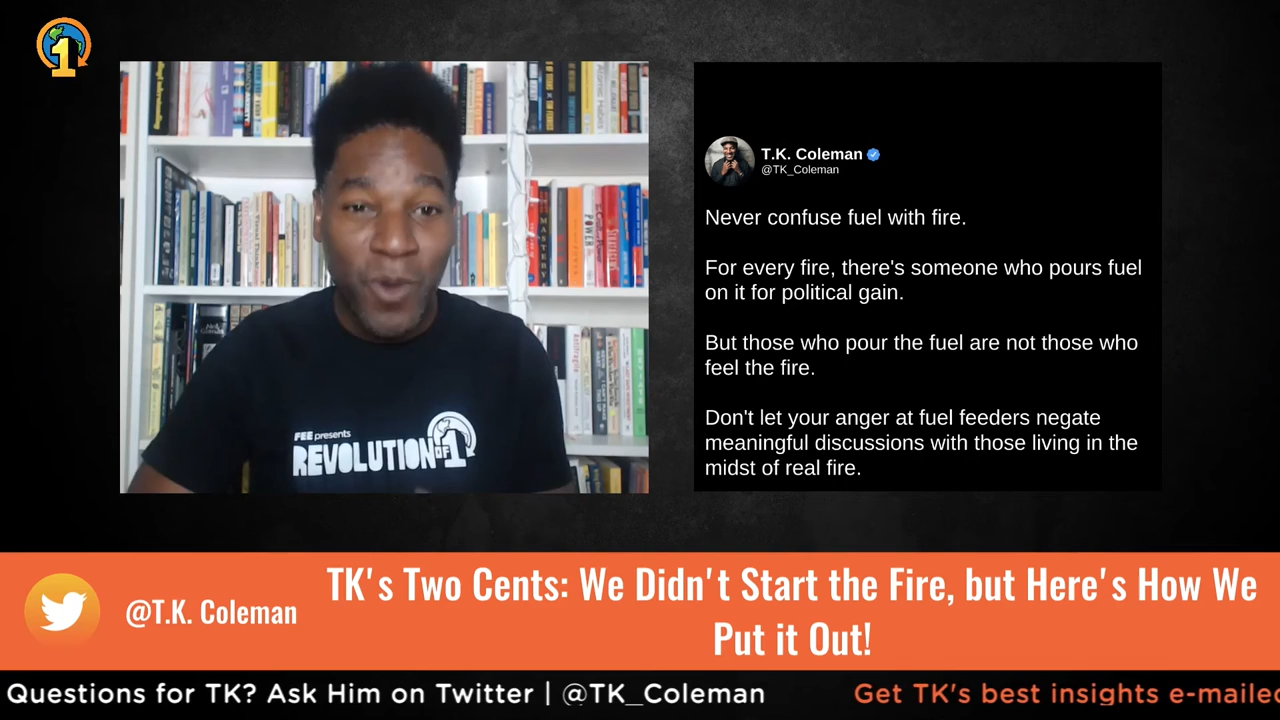 1
T.K. Coleman
@TK_Coleman
Never confuse fuel with fire.
For every fire, there's someone who pours fuel
on it for political gain.
But those who pour the fuel are not those who
feel the fire.
Don't let your anger at fuel feeders negate
meaningful discussions with those living in the
midst of real fire.
MASTERY
POWER
FEE presents
REVOLUTION OF 1
@T.K. Coleman
TK's Two Cents: We Didn't Start the Fire, but Here's How We
Put it Out!
Questions for TK? Ask Him on Twitter | @TK_Coleman
Get TK's best insights e-mailed